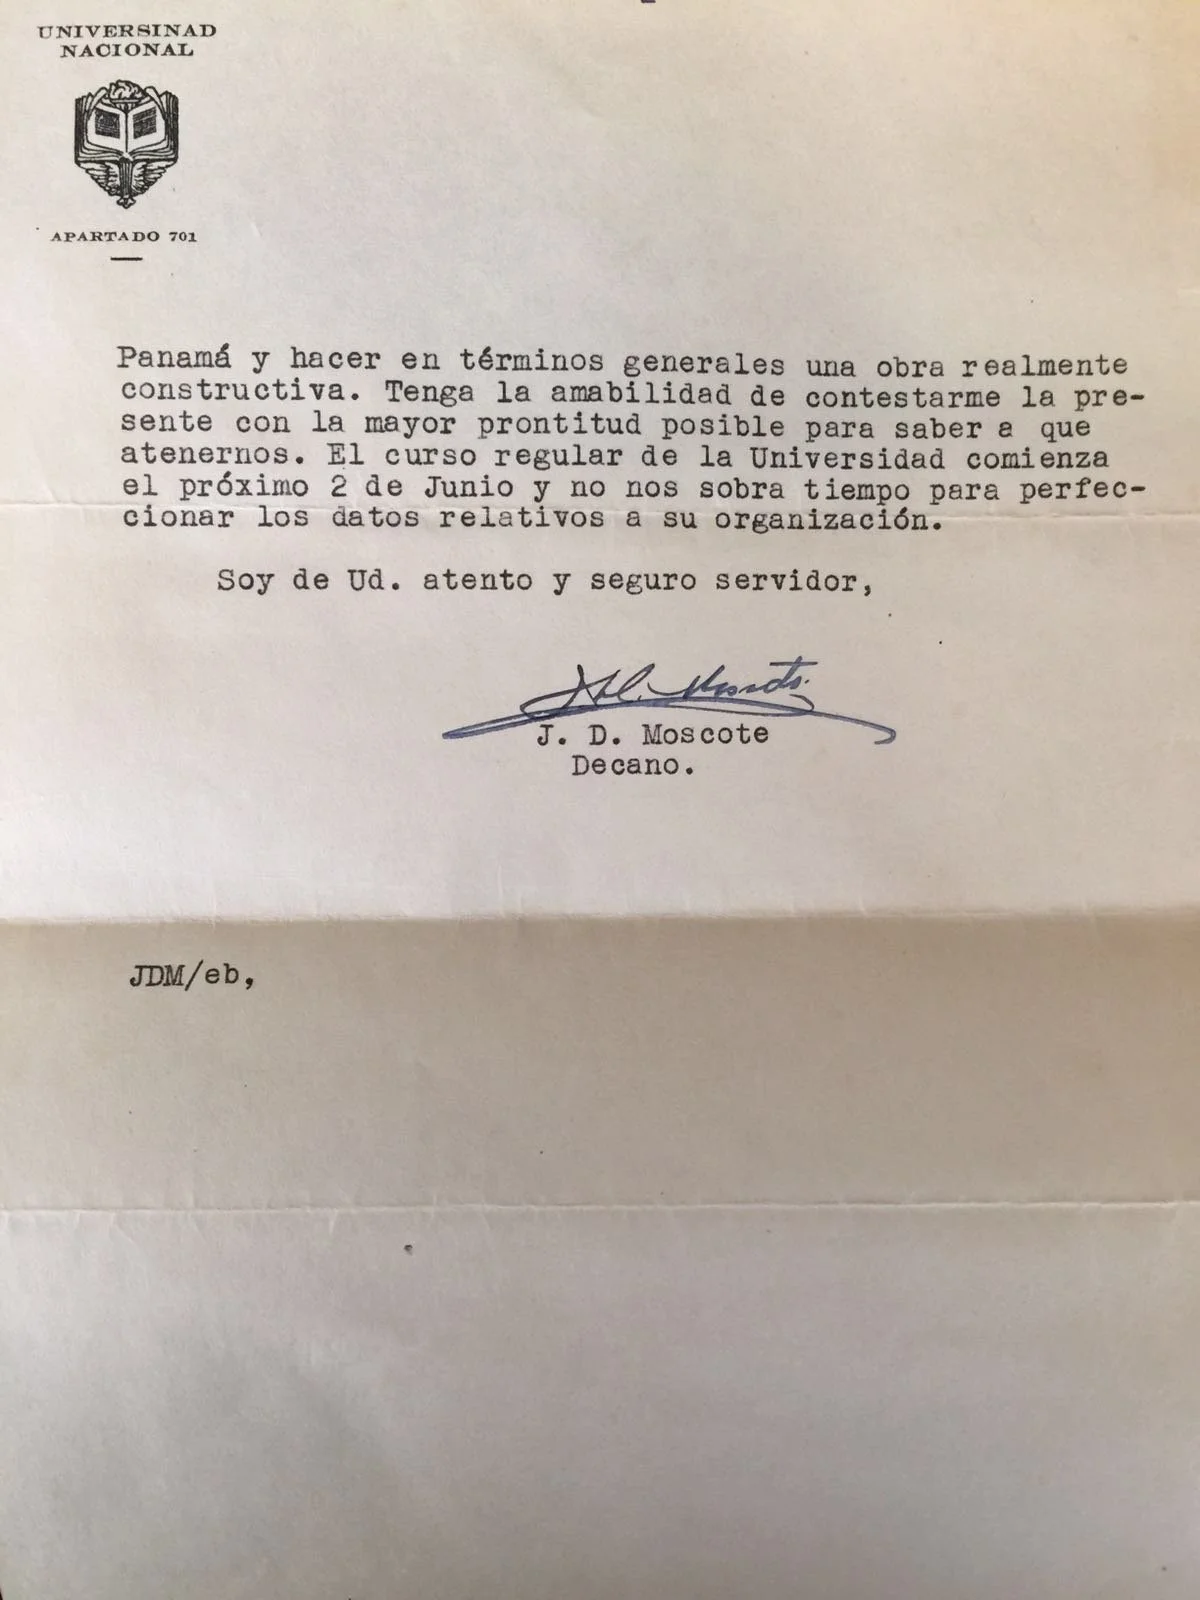 UNIVERSINAD
NACIONAL
APARTADO 701
Panamá y hacer en términos generales una obra realmente
constructiva. Tenga la amabilidad de contestarme la pre-
sente con la mayor prontitud posible para saber a que
atenernos. El curso regular de la Universidad comienza
el próximo 2 de Junio y no nos sobra tiempo para perfec-
cionar los datos relativos a su organización.
Soy de Ud. atento y seguro servidor,
J. D. Moscote
Decano.
JDM/eb,